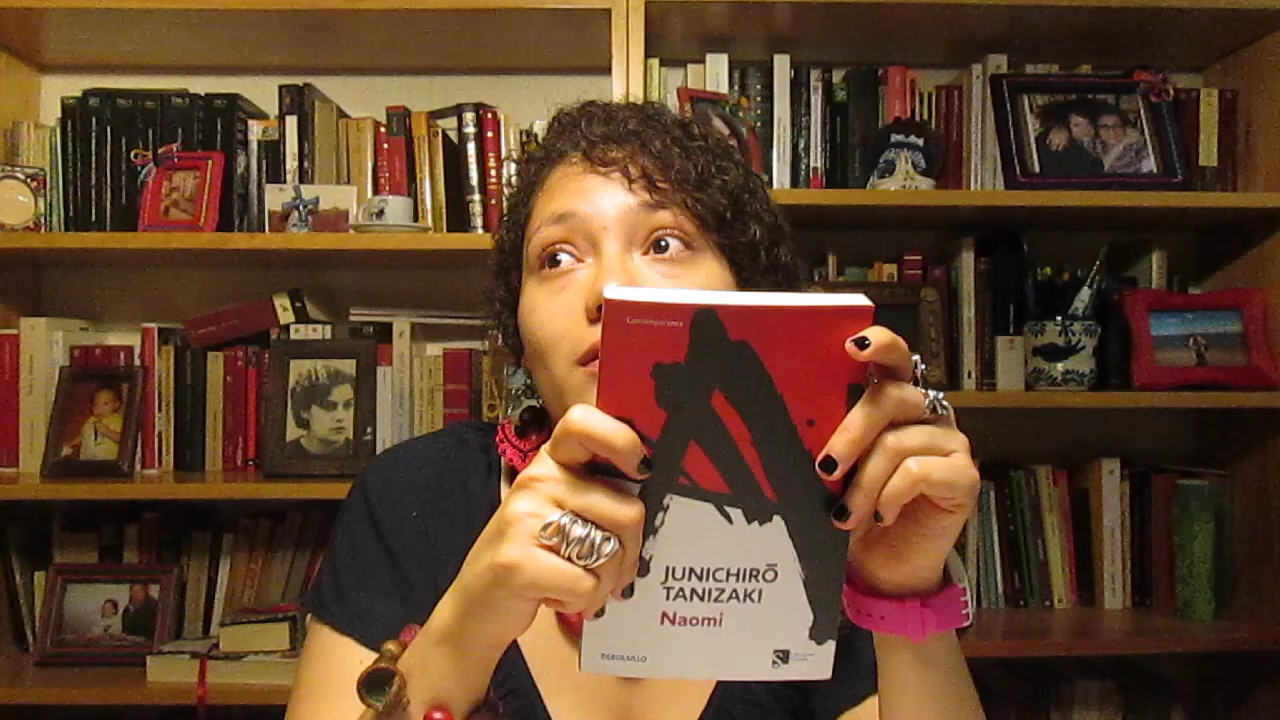 Contemporánea
JUNICHIRŌ
TANIZAKI
Naomi
DEBOLSILLO